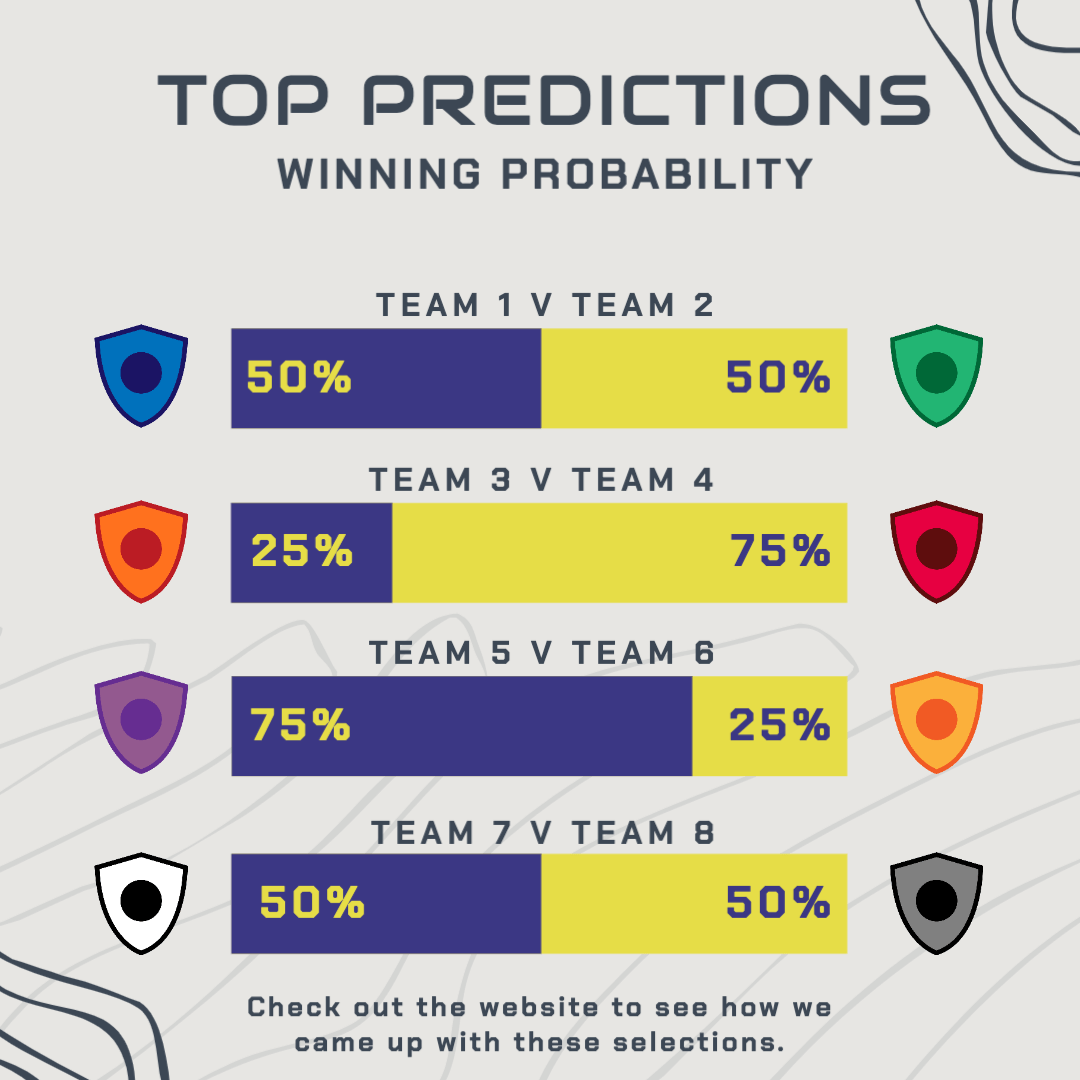 TOP PREDICTIONS
WINNING PROBABILITY
TEAM 1 V TEAM 2
50% 50%
TEAM 3 V TEAM 4
25% 75%
TEAM 5 V TEAM 6
75% 25%
TEAM 7 V TEAM 8
50% 50%
Check out the website to see how we
came up with these selections.